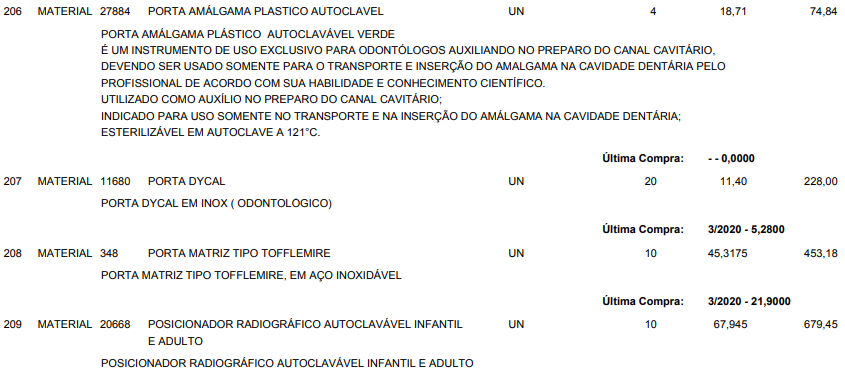 206 MATERIAL 27884 PORTA AMÁLGAMA PLASTICO AUTOCLAVEL UN 4 18,71 74,84
PORTA AMÁLGAMA PLÁSTICO AUTOCLAVÁVEL VERDE
É UM INSTRUMENTO DE USO EXCLUSIVO PARA ODONTÓLOGOS AUXILIANDO NO PREPARO DO CANAL CAVITÁRIO,
DEVENDO SER USADO SOMENTE PARA O TRANSPORTE E INSERÇÃO DO AMALGAMA NA CAVIDADE DENTÁRIA PELO
PROFISSIONAL DE ACORDO COM SUA HABILIDADE E CONHECIMENTO CIENTÍFICO.
UTILIZADO COMO AUXÍLIO NO PREPARO DO CANAL CAVITÁRIO;
INDICADO PARA USO SOMENTE NO TRANSPORTE E NA INSERÇÃO DO AMÁLGAMA NA CAVIDADE DENTÁRIA;
ESTERILIZÁVEL EM AUTOCLAVE A 121°C.
Última Compra: - - 0,0000
207 MATERIAL 11680 PORTA DYCAL UN 20 11,40 228,00
PORTA DYCAL EM INOX ( ODONTOLOGICO)
Última Compra: 3/2020 - 5,2800
208 MATERIAL 348 PORTA MATRIZ TIPO TOFFLEMIRE UN 10 45,3175 453,18
PORTA MATRIZ TIPO TOFFLEMIRE, EM AÇO INOXIDÁVEL
Última Compra: 3/2020 - 21,9000
209 MATERIAL 20668 POSICIONADOR RADIOGRÁFICO AUTOCLAVÁVEL INFANTIL UN 10 67,945 679,45
E ADULTO
POSICIONADOR RADIOGRÁFICO AUTOCLAVÁVEL INFANTIL E ADULTO